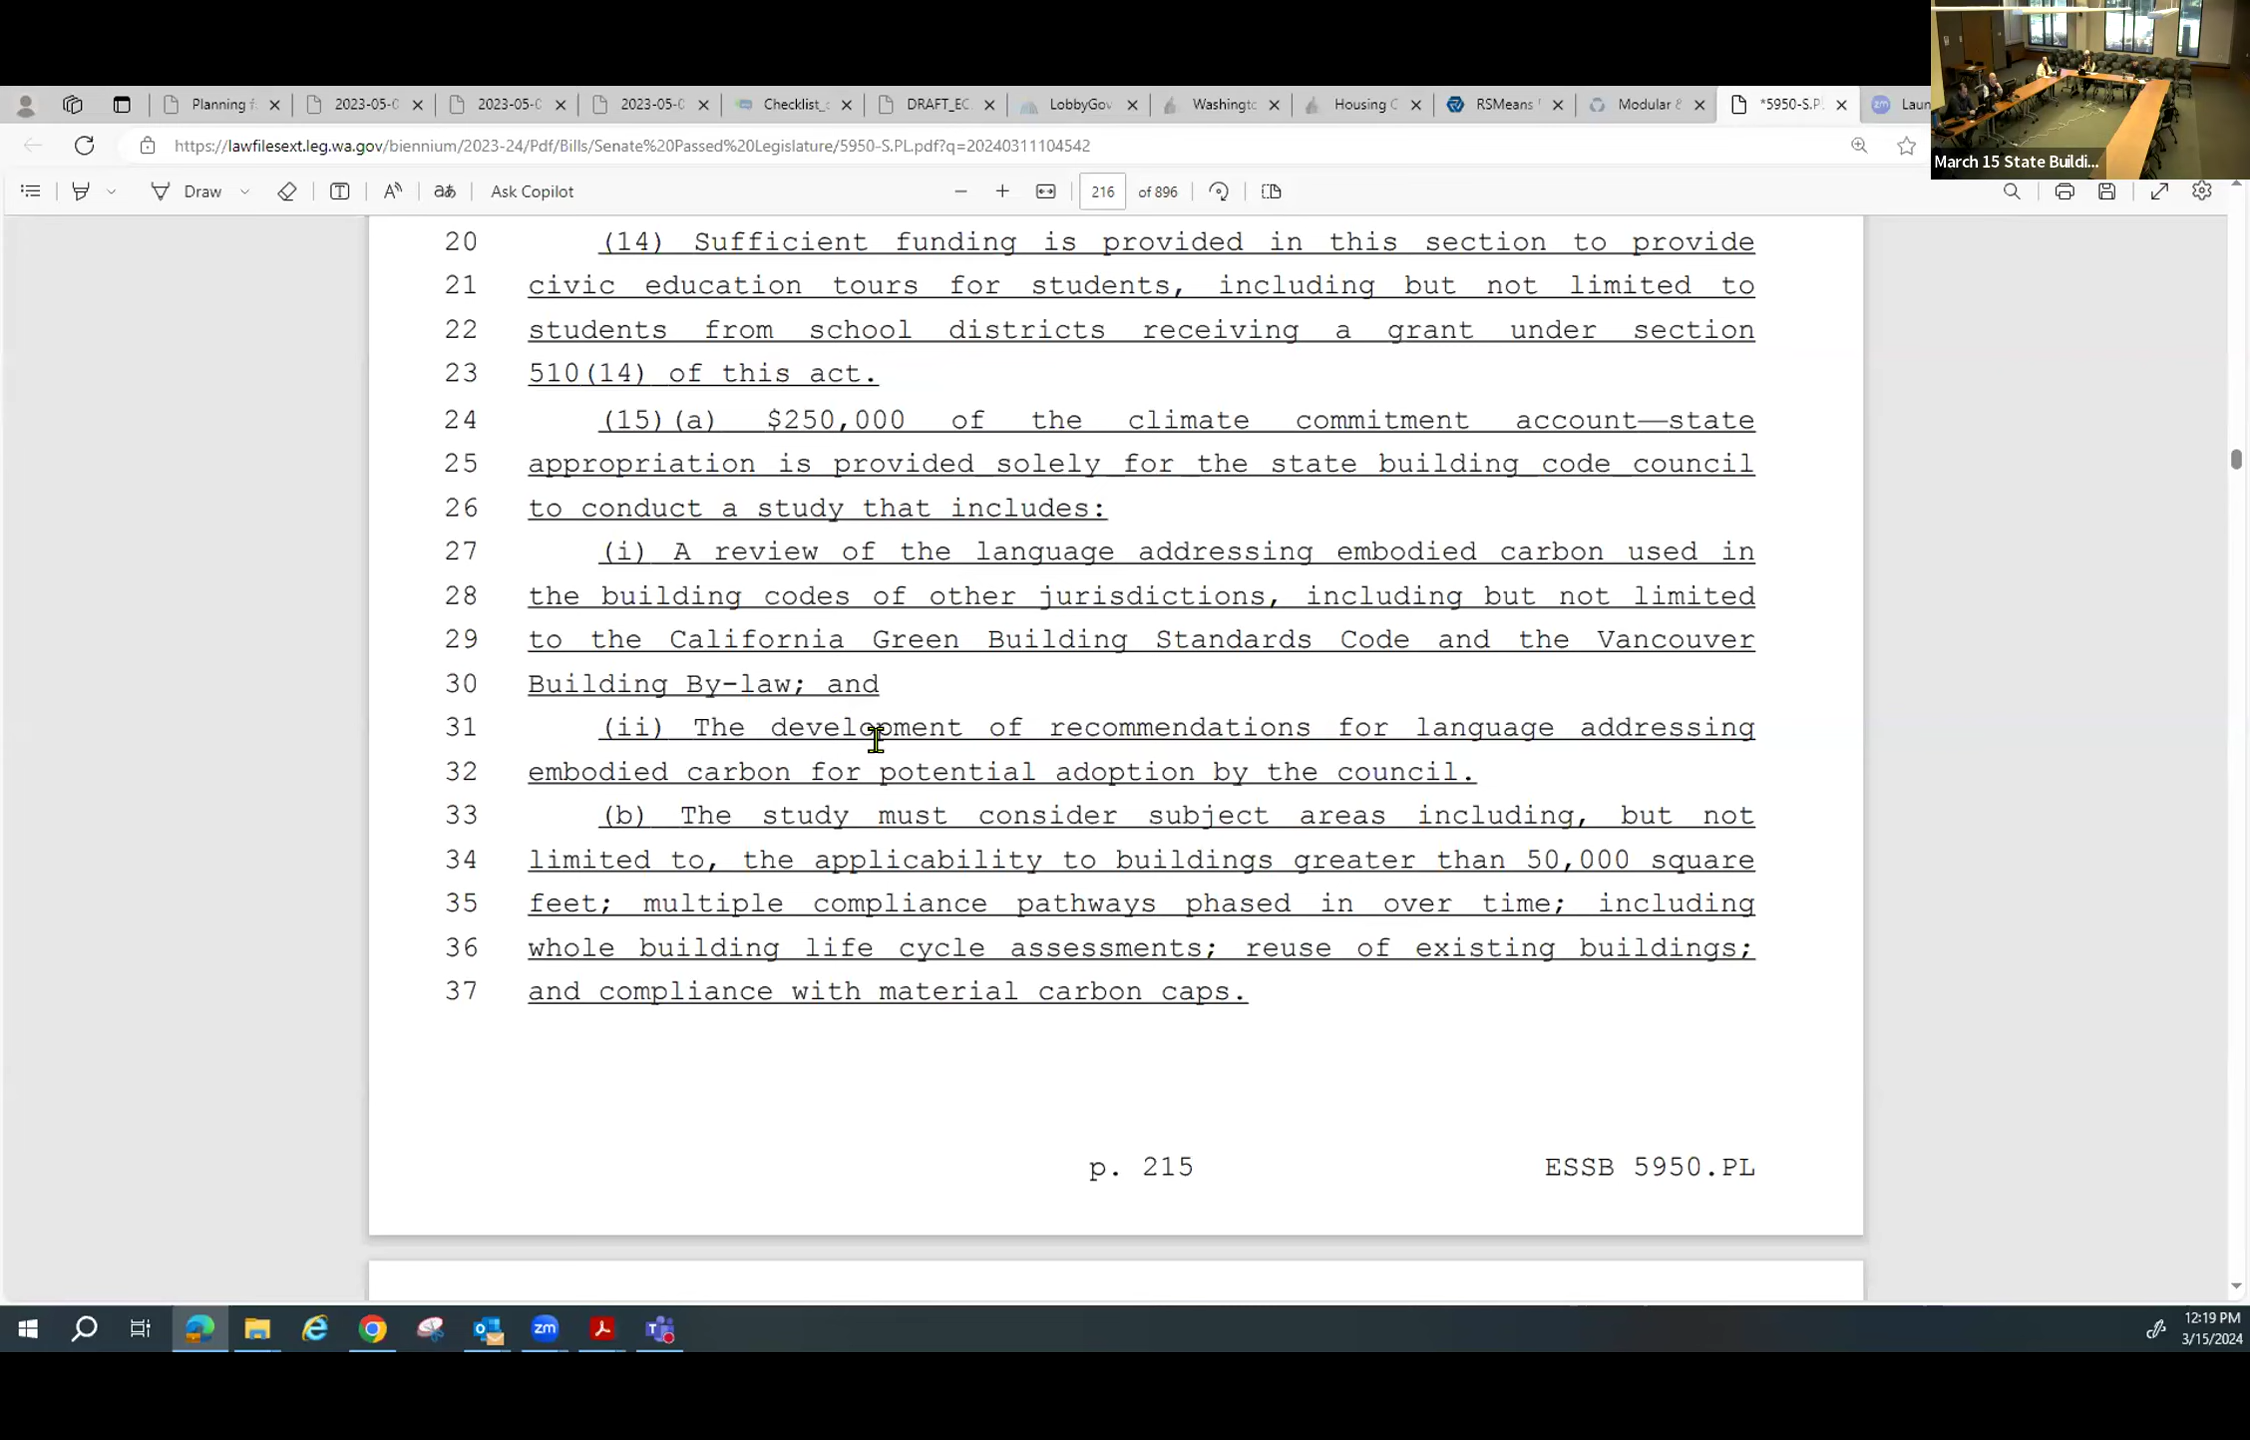 Planning f
2023-05-0
2023-05-0
2023-05-0
Checklist_
DRAFT_EC
LobbyGov
Washingto
Housing C
RSMeans
Modular &
*5950-S.P
zm Laun
https://lawfilesext.leg.wa.gov/biennium/2023-24/Pdf/Bills/Senate%20Passed%20Legislature/5950-S.PL.pdf?q=20240311104542
March 15 State Buildi...
Draw
aあ
Ask Copilot
216 of 896
20 (14) Sufficient funding is provided in this section to provide
21 civic education tours for students, including but not limited to
22 students from school districts receiving a grant under section
23 510(14) of this act.
24 (15)(a) $250,000 of the climate commitment account—state
25 appropriation is provided solely for the state building code council
26 to conduct a study that includes:
27 (i) A review of the language addressing embodied carbon used in
28 the building codes of other jurisdictions, including but not limited
29 to the California Green Building Standards Code and the Vancouver
30 Building By-law; and
31 (ii) The development of recommendations for language addressing
32 embodied carbon for potential adoption by the council.
33 (b) The study must consider subject areas including, but not
34 limited to, the applicability to buildings greater than 50,000 square
35 feet; multiple compliance pathways phased in over time; including
36 whole building life cycle assessments; reuse of existing buildings;
37 and compliance with material carbon caps.
p. 215 ESSB 5950.PL
zm
12:19 PM
3/15/2024